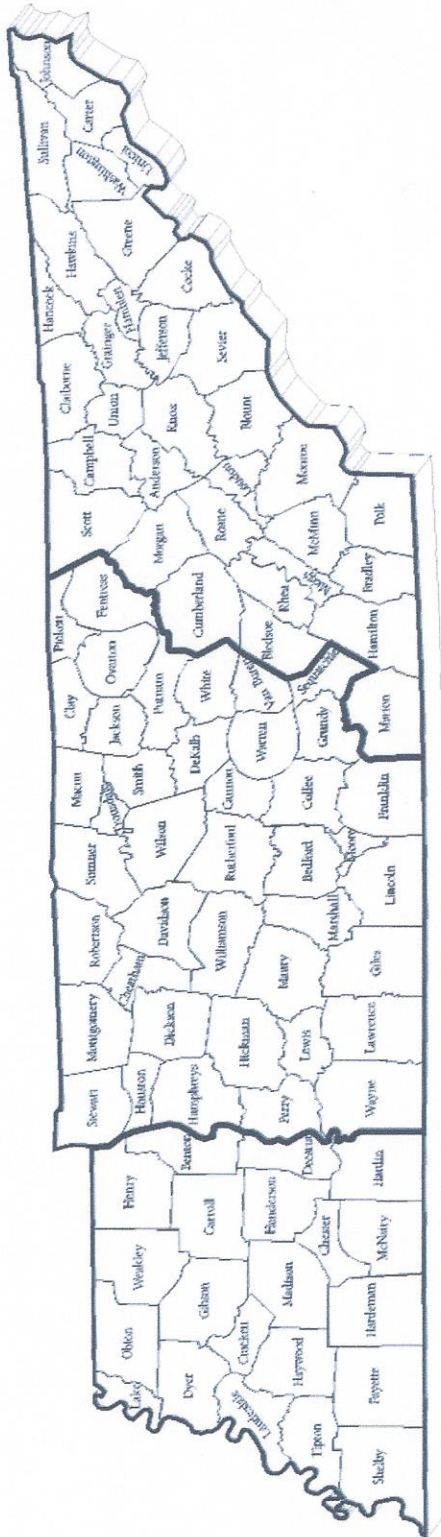 Johnson
Sullivan
Carter
Unicoi
Washington
Greene
Hawkins
Hancock
Hamblen
Grainger
Cocke
Jefferson
Sevier
Claiborne
Union
Knox
Blount
Campbell
Anderson
Loudon
Monroe
Scott
Morgan
Roane
McMinn
Polk
Meigs
Bradley
Rhea
Hamilton
Cumberland
Bledsoe
Sequatchie
Marion
Pickett
Fentress
Overton
Putnam
White
Van Buren
Clay
Jackson
DeKalb
Warren
Grundy
Macon
Smith
Trousdale
Cannon
Coffee
Franklin
Sumner
Wilson
Rutherford
Bedford
Moore
Lincoln
Robertson
Davidson
Williamson
Marshall
Cheatham
Maury
Giles
Montgomery
Dickson
Hickman
Lewis
Lawrence
Stewart
Houston
Humphreys
Perry
Wayne
Benton
Decatur
Hardin
Henry
Carroll
Henderson
Chester
McNairy
Weakley
Gibson
Madison
Hardeman
Obion
Crockett
Haywood
Fayette
Lake
Dyer
Lauderdale
Tipton
Shelby